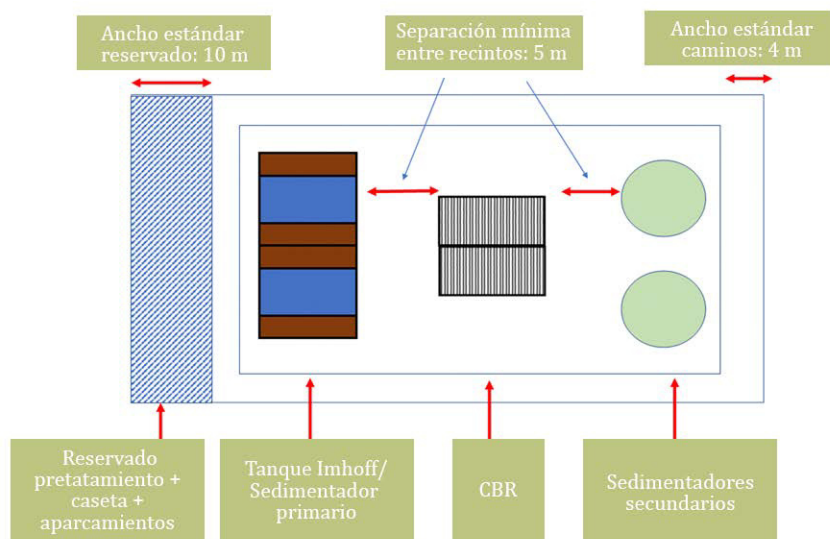 Ancho estándar
reservado: 10 m
Separación mínima
entre recintos: 5 m
Ancho estándar
caminos: 4 m
Reservado
pretatamiento +
caseta +
aparcamientos
Tanque Imhoff/
Sedimentador
primario
CBR
Sedimentadores
secundarios